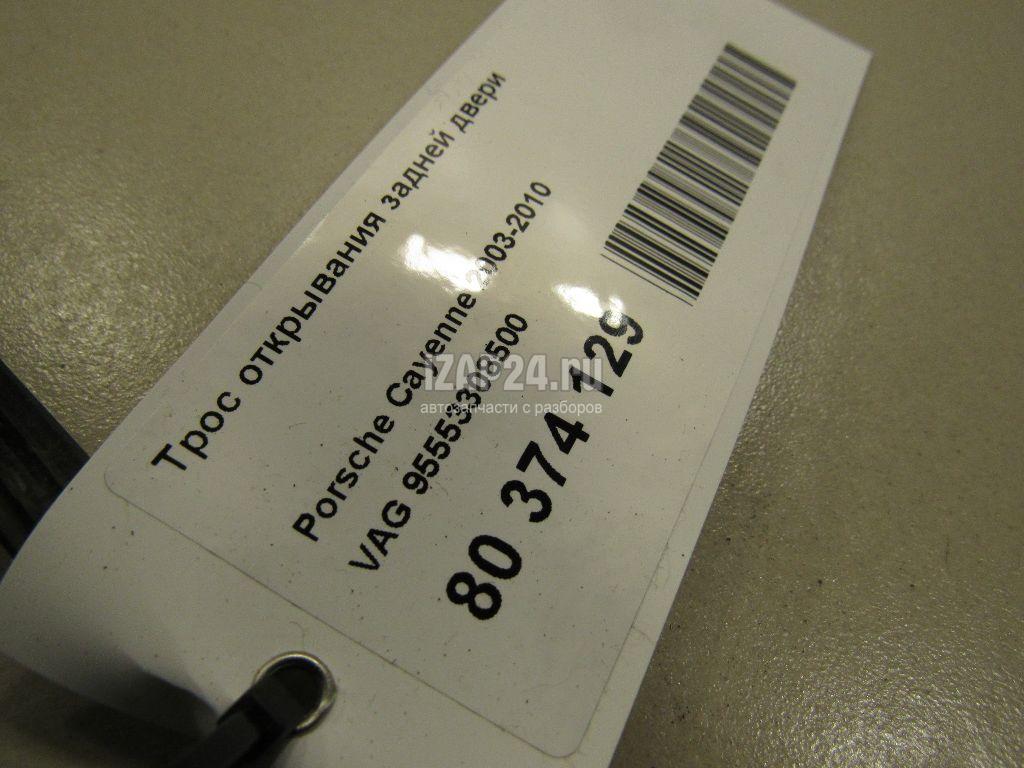 Трос открывания задней двери
Porsche Cayenne 2003-2010
VAG 95553308500
80 374 129
iZAP24.ru
автозапчасти с разборов